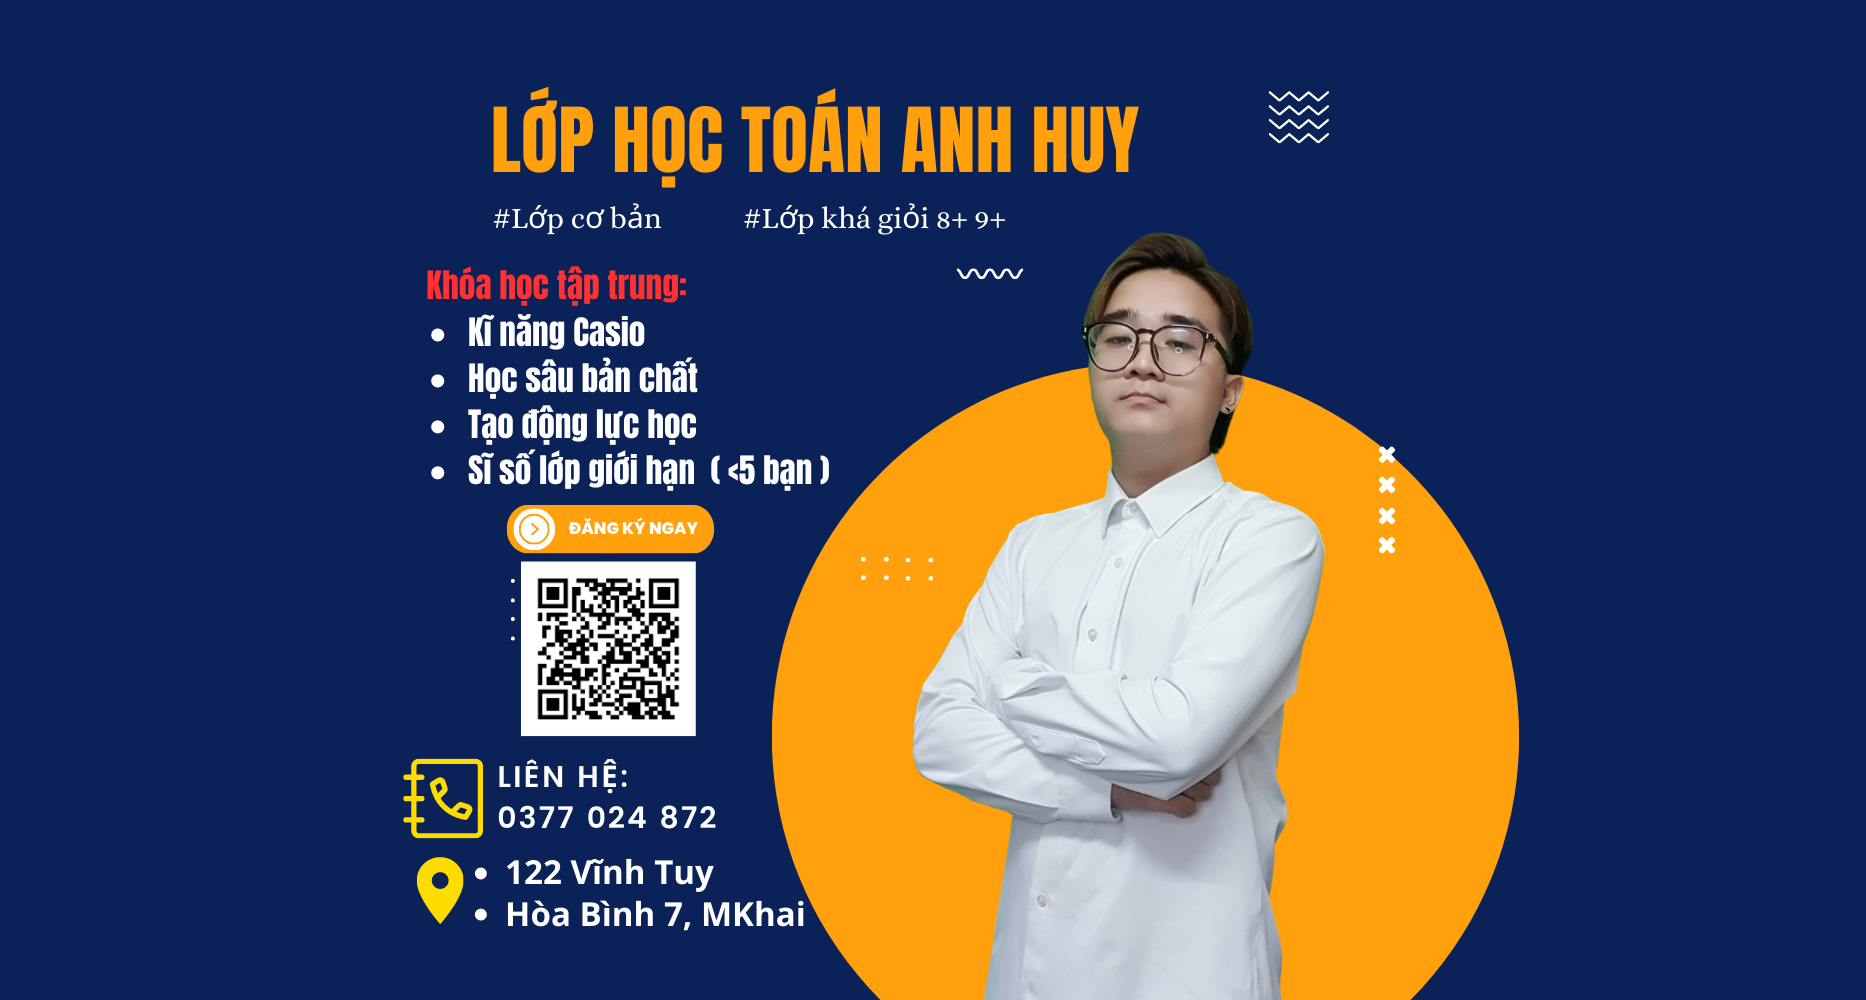 LỚP HỌC TOÁN ANH HUY
#Lớp cơ bản #Lớp khá giỏi 8+ 9+
Khóa học tập trung:
• Kĩ năng Casio
• Học sâu bản chất
• Tạo động lực học
• Sĩ số lớp giới hạn ( <5 bạn )
ĐĂNG KÝ NGAY
LIÊN HỆ:
0377 024 872
• 122 Vĩnh Tuy
• Hòa Bình 7, MKhai